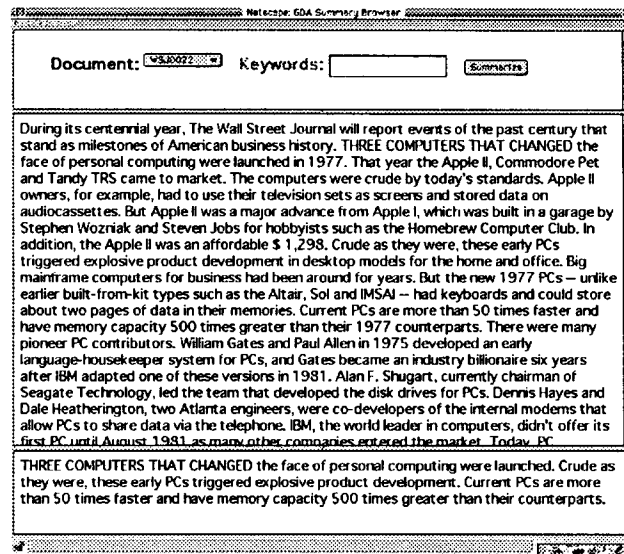 Netscape: GDA Summary Browser
Document: WSJ0022 Keywords: Summarize
During its centennial year, The Wall Street Journal will report events of the past century that
stand as milestones of American business history. THREE COMPUTERS THAT CHANGED the
face of personal computing were launched in 1977. That year the Apple II, Commodore Pet
and Tandy TRS came to market. The computers were crude by today's standards. Apple II
owners, for example, had to use their television sets as screens and stored data on
audiocassettes. But Apple II was a major advance from Apple I, which was built in a garage by
Stephen Wozniak and Steven Jobs for hobbyists such as the Homebrew Computer Club. In
addition, the Apple II was an affordable $ 1,298. Crude as they were, these early PCs
triggered explosive product development in desktop models for the home and office. Big
mainframe computers for business had been around for years. But the new 1977 PCs -- unlike
earlier built-from-kit types such as the Altair, Sol and IMSAI -- had keyboards and could store
about two pages of data in their memories. Current PCs are more than 50 times faster and
have memory capacity 500 times greater than their 1977 counterparts. There were many
pioneer PC contributors. William Gates and Paul Allen in 1975 developed an early
language-housekeeper system for PCs, and Gates became an industry billionaire six years
after IBM adapted one of these versions in 1981. Alan F. Shugart, currently chairman of
Seagate Technology, led the team that developed the disk drives for PCs. Dennis Hayes and
Dale Heatherington, two Atlanta engineers, were co-developers of the internal modems that
allow PCs to share data via the telephone. IBM, the world leader in computers, didn't offer its
first PC until August 1981 as many other companies entered the market. Today, PC
THREE COMPUTERS THAT CHANGED the face of personal computing were launched. Crude as
they were, these early PCs triggered explosive product development. Current PCs are more
than 50 times faster and have memory capacity 500 times greater than their counterparts.